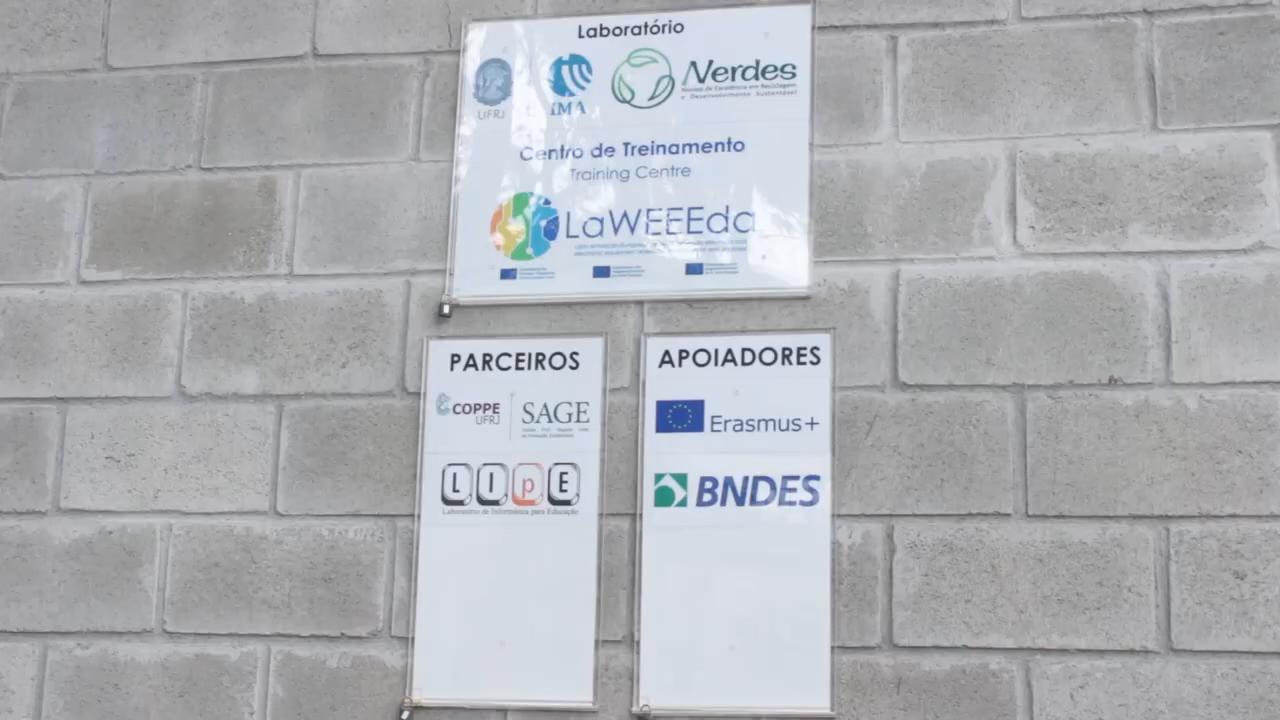 Laboratório
UFRJ
IMA
Nerdes
Núcleo de Excelência em Reciclagem
e Desenvolvimento Sustentável
Centro de Treinamento
Training Centre
LaWEEEda
PARCEIROS
COPPE
UFRJ
SAGE
LIpE
Laboratório de Informática para Educação
APOIADORES
Erasmus+
BNDES